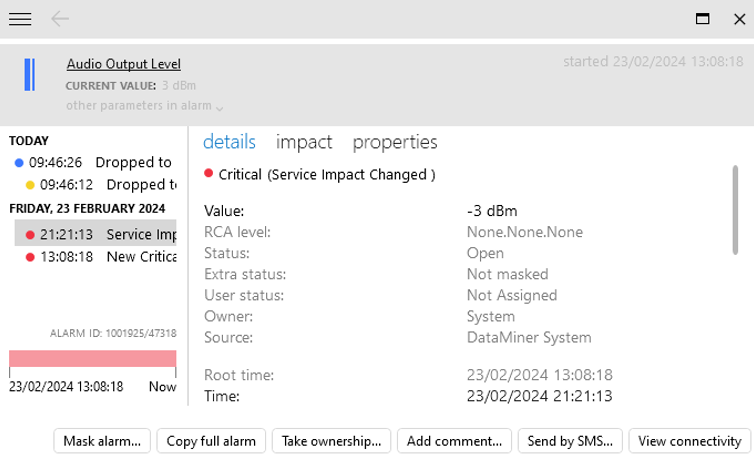 Audio Output Level
started 23/02/2024 13:08:18
CURRENT VALUE: 3 dBm
other parameters in alarm
TODAY
09:46:26 Dropped to
09:46:12 Dropped to
FRIDAY, 23 FEBRUARY 2024
21:21:13 Service Imp
13:08:18 New Critica
ALARM ID: 1001925/47318
23/02/2024 13:08:18 Now
details impact properties
Critical (Service Impact Changed )
Value: -3 dBm
RCA level: None.None.None
Status: Open
Extra status: Not masked
User status: Not Assigned
Owner: System
Source: DataMiner System
Root time: 23/02/2024 13:08:18
Time: 23/02/2024 21:21:13
Mask alarm... Copy full alarm Take ownership... Add comment... Send by SMS... View connectivity